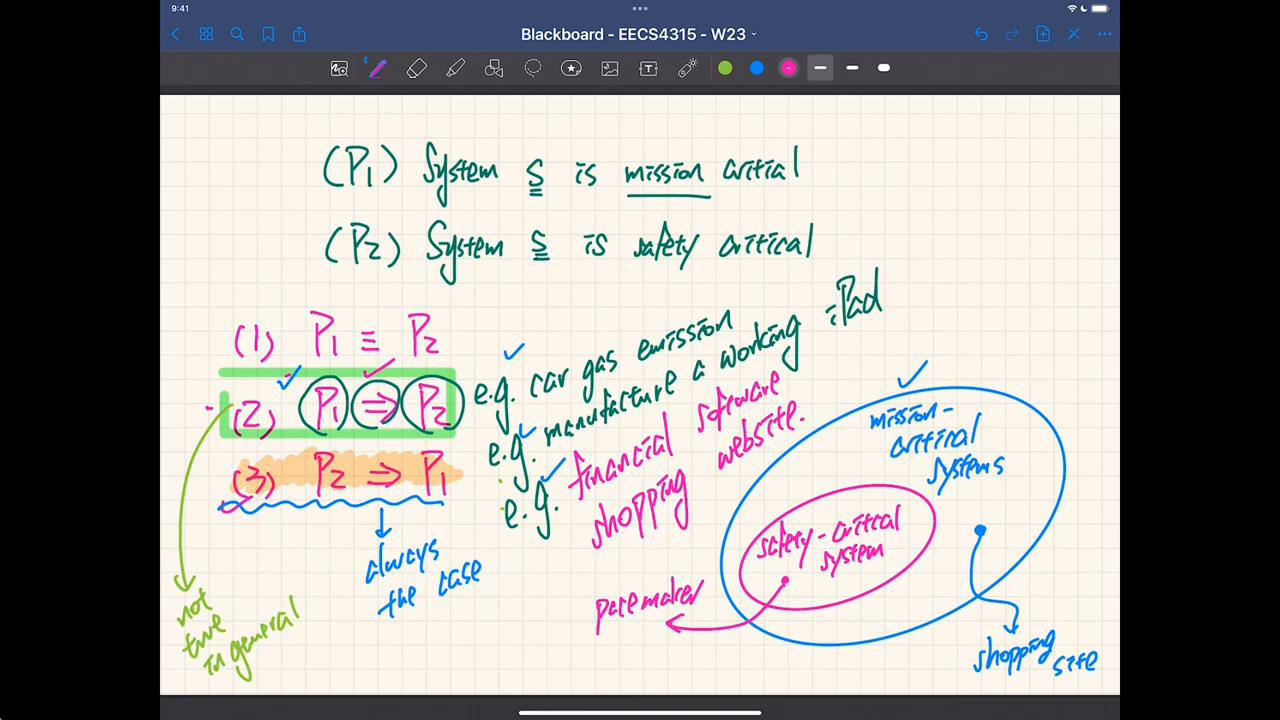 9:41
Blackboard - EECS4315 - W23
(P1) System S is mission critial
(P2) System S is safety critical
(1) P1 ≡ P2
(2) P1 ⇒ P2
(3) P2 ⇒ P1
not
true
in general
always
the case
e.g. car gas emission
e.g. manufacture a working iPad
e.g. financial software
shopping website.
mission-
critical
systems
safety-critical
system
pacemaker
shopping
site